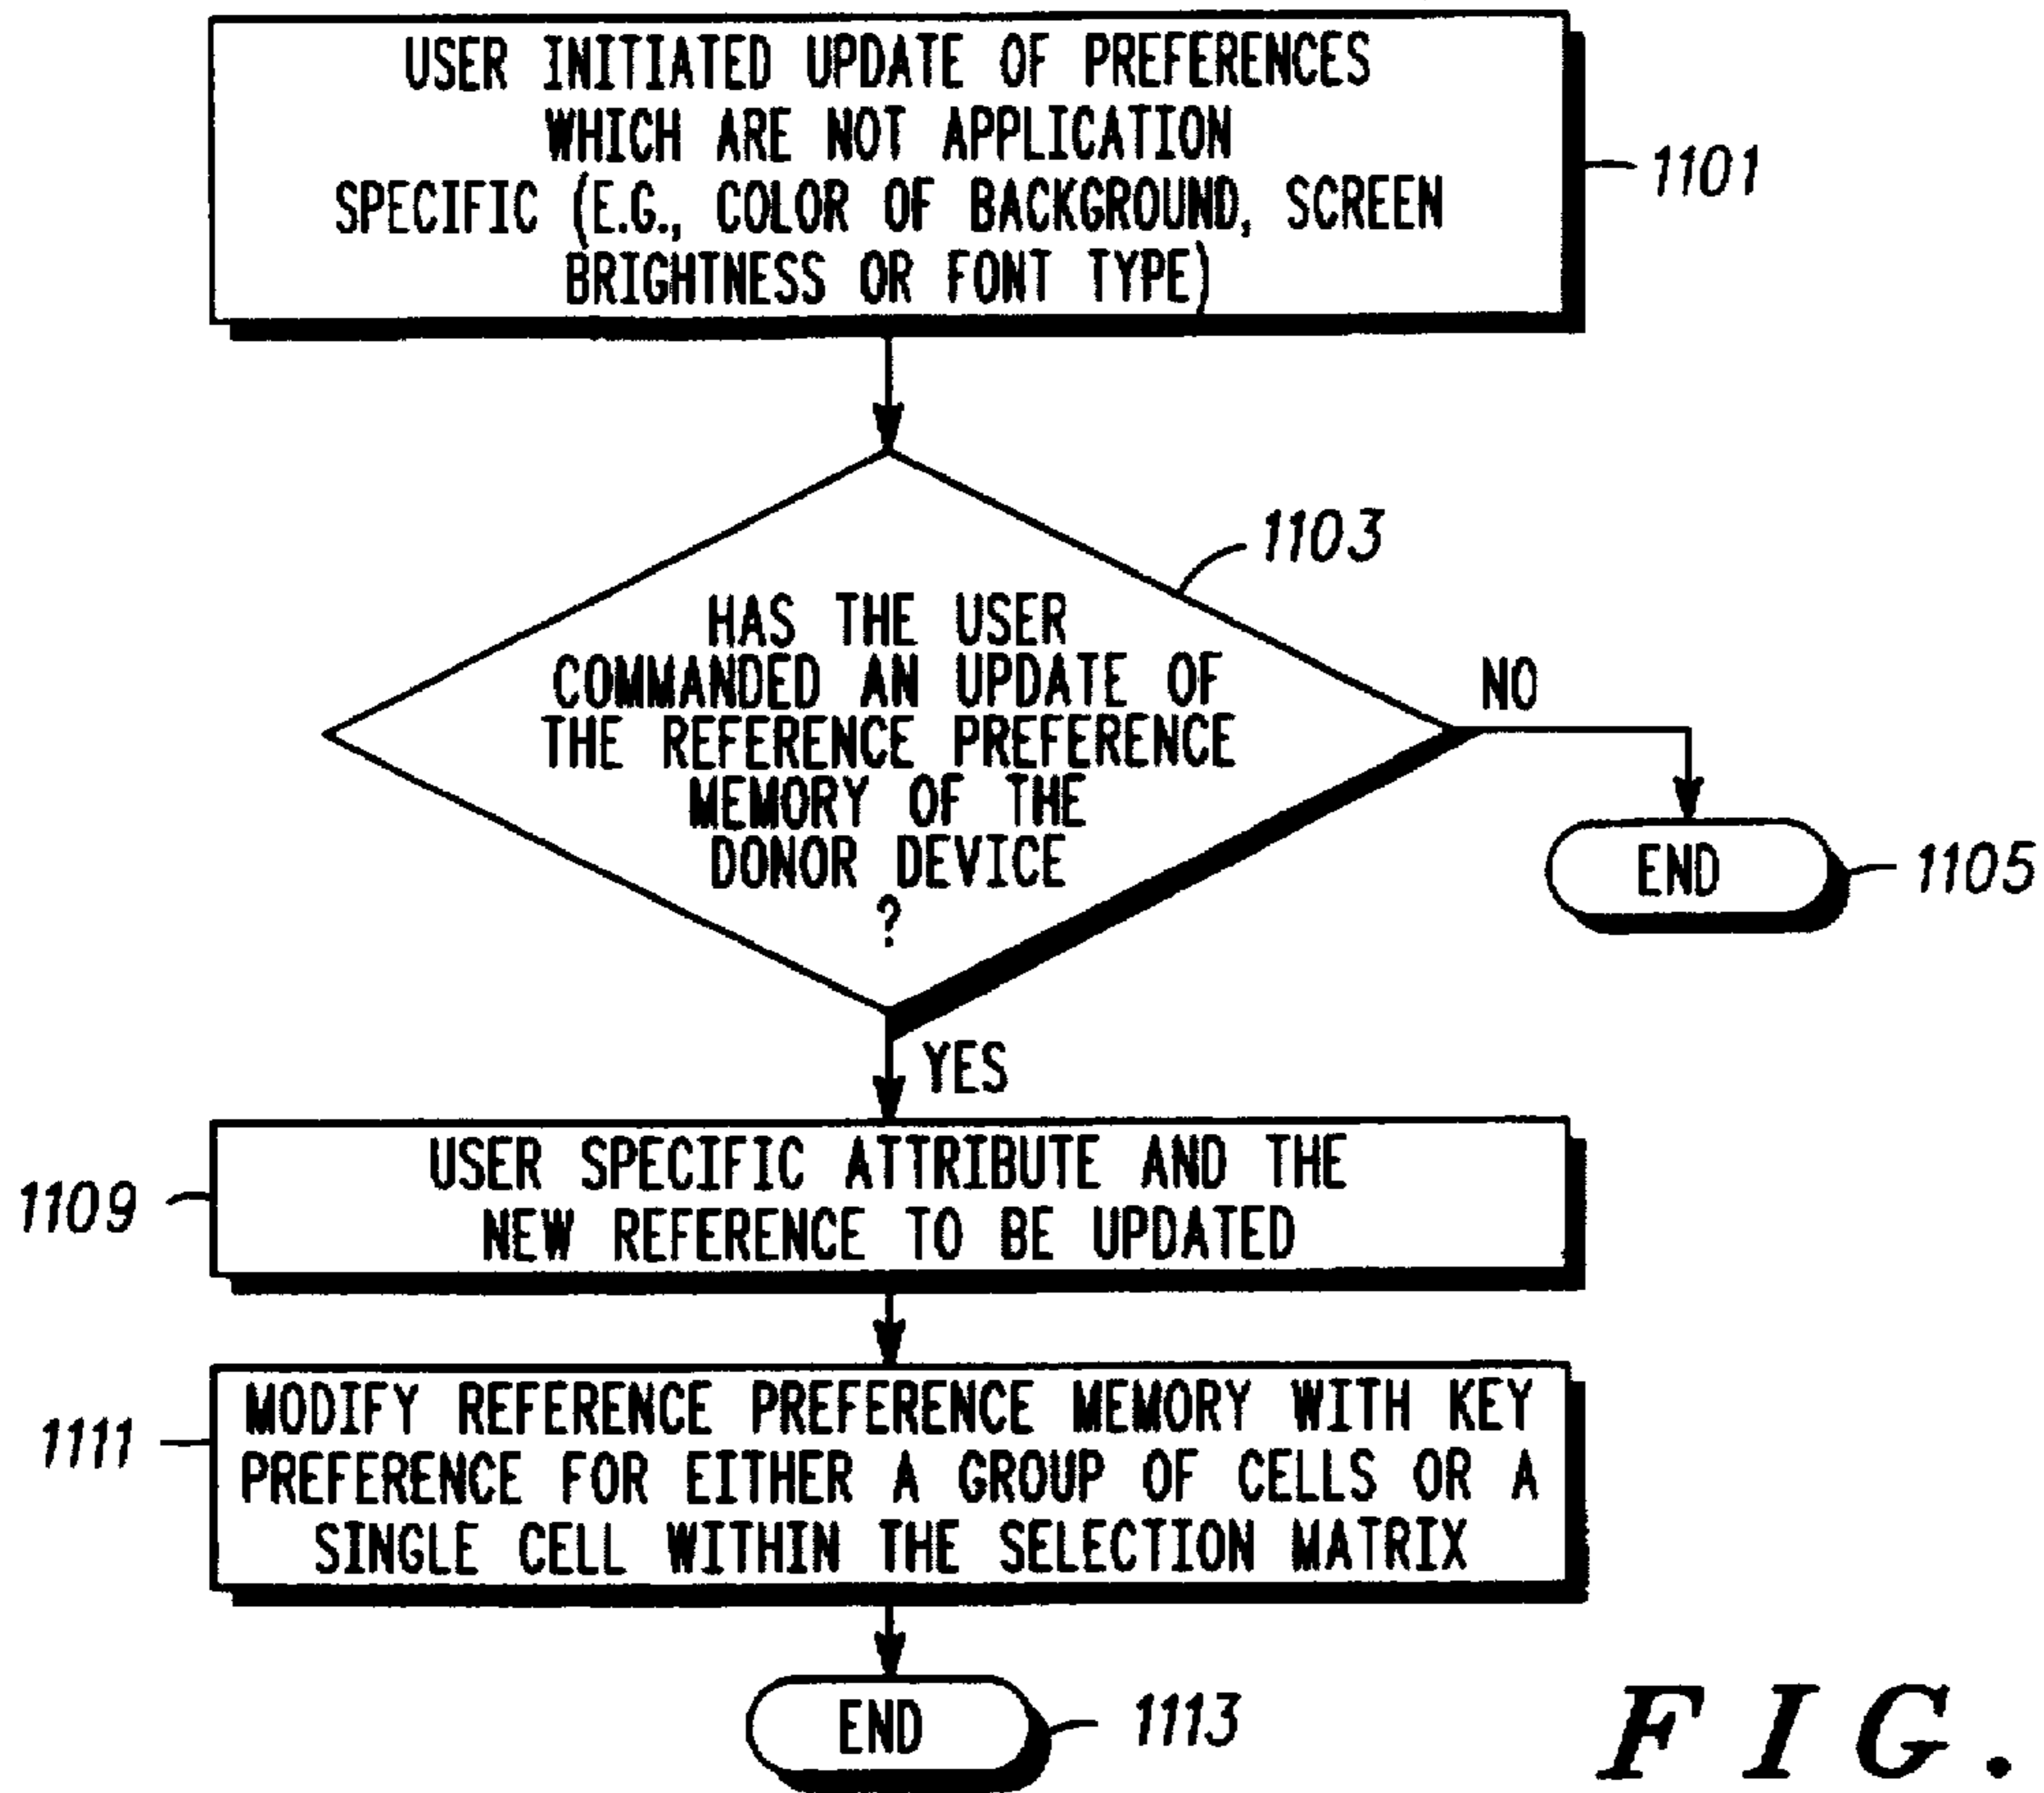 USER INITIATED UPDATE OF PREFERENCES
WHICH ARE NOT APPLICATION
SPECIFIC (E.G., COLOR OF BACKGROUND, SCREEN
BRIGHTNESS OR FONT TYPE)
1101
1103
HAS THE USER
COMMANDED AN UPDATE OF
THE REFERENCE PREFERENCE
MEMORY OF THE
DONOR DEVICE
?
NO
END
1105
YES
1109
USER SPECIFIC ATTRIBUTE AND THE
NEW REFERENCE TO BE UPDATED
1111
MODIFY REFERENCE PREFERENCE MEMORY WITH KEY
PREFERENCE FOR EITHER A GROUP OF CELLS OR A
SINGLE CELL WITHIN THE SELECTION MATRIX
END
1113
FIG.